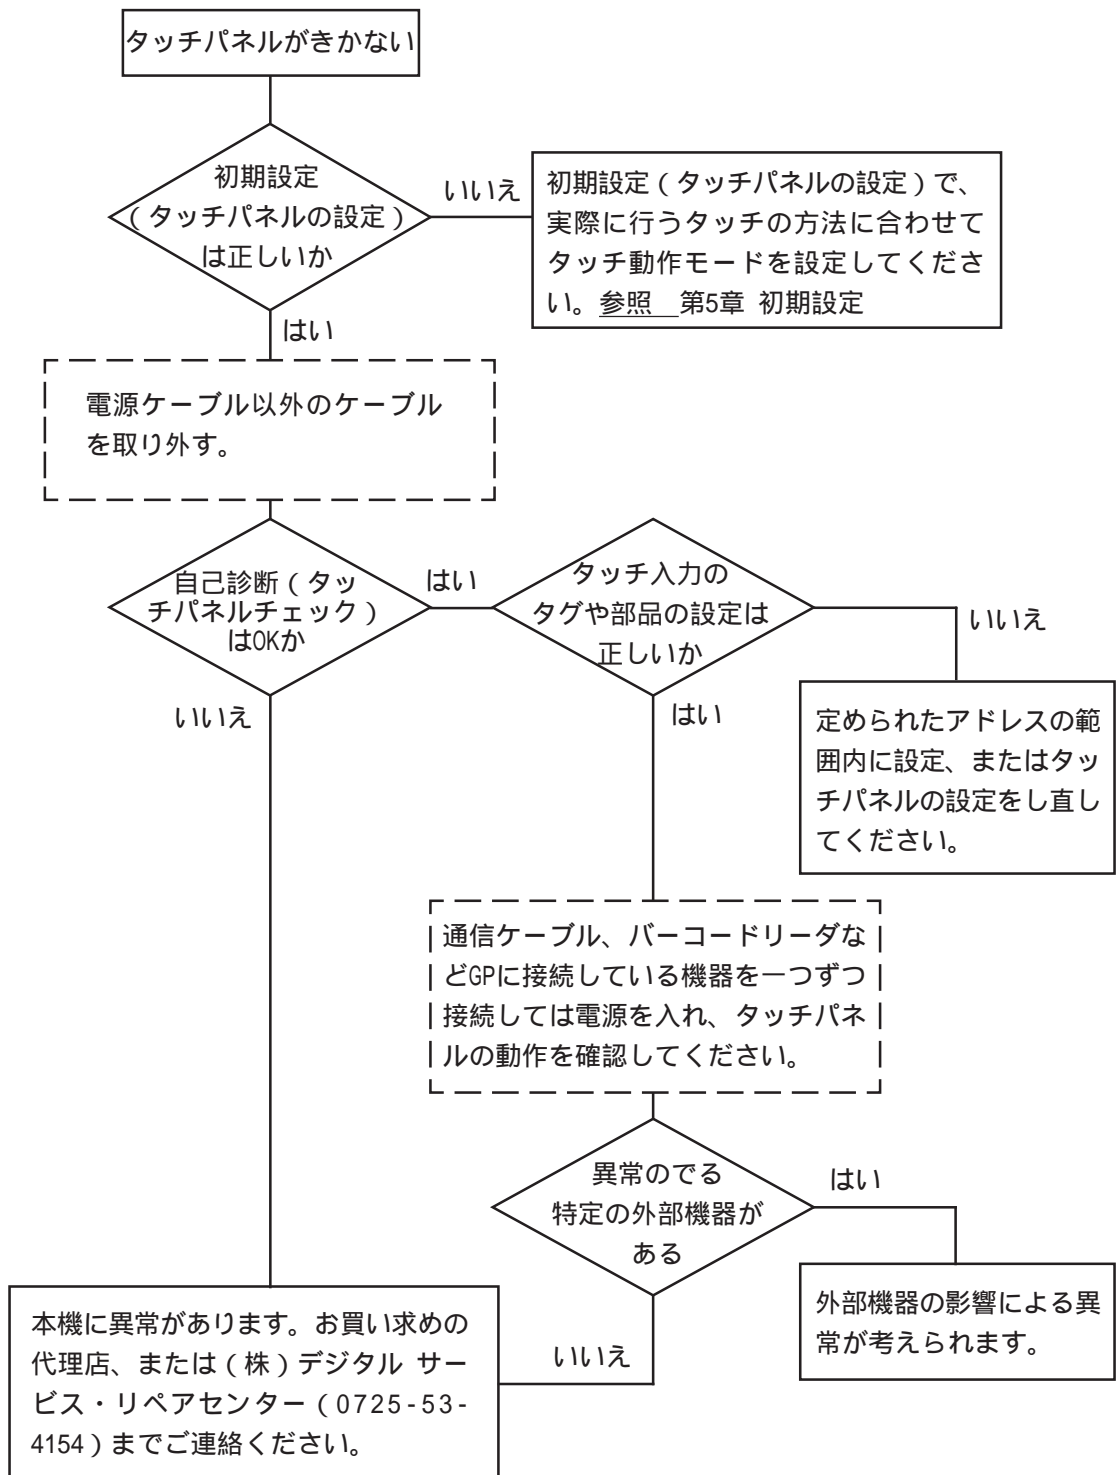 タッチパネルがきかない
初期設定
（タッチパネルの設定）
は正しいか
いいえ
初期設定（タッチパネルの設定）で、
実際に行うタッチの方法に合わせて
タッチ動作モードを設定してくださ
い。参照 第5章 初期設定
はい
電源ケーブル以外のケーブル
を取り外す。
自己診断（タッ
チパネルチェック）
はOKか
はい
タッチ入力の
タグや部品の設定は
正しいか
いいえ
いいえ
はい
定められたアドレスの範
囲内に設定、またはタッ
チパネルの設定をし直し
てください。
通信ケーブル、バーコードリーダな
どGPに接続している機器を一つずつ
接続しては電源を入れ、タッチパネ
ルの動作を確認してください。
異常のでる
特定の外部機器が
ある
はい
外部機器の影響による異
常が考えられます。
いいえ
本機に異常があります。お買い求めの
代理店、または（株）デジタル サー
ビス・リペアセンター（0725-53-
4154）までご連絡ください。